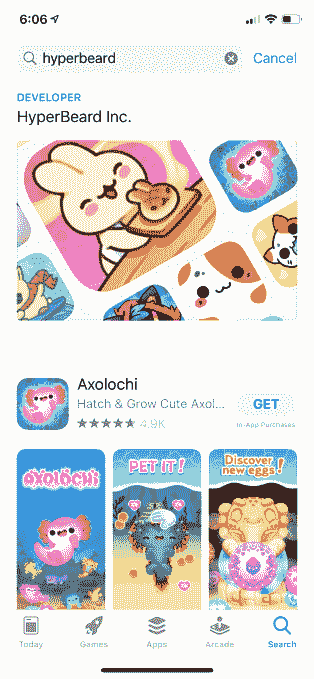 6:06
hyperbeard
Cancel
DEVELOPER
HyperBeard Inc.
Axolochi
Hatch & Grow Cute Axol...
GET
4.9K
In-App Purchases
AXOLOCHI
PET IT!
Discover
new eggs!
Today
Games
Apps
Arcade
Search